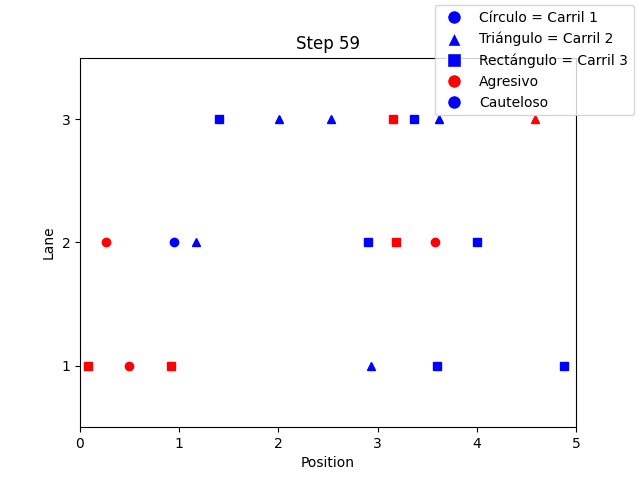 Step 59
Círculo = Carril 1
Triángulo = Carril 2
Rectángulo = Carril 3
Agresivo
Cauteloso
Lane
3
2
1
0 1 2 3 4 5
Position